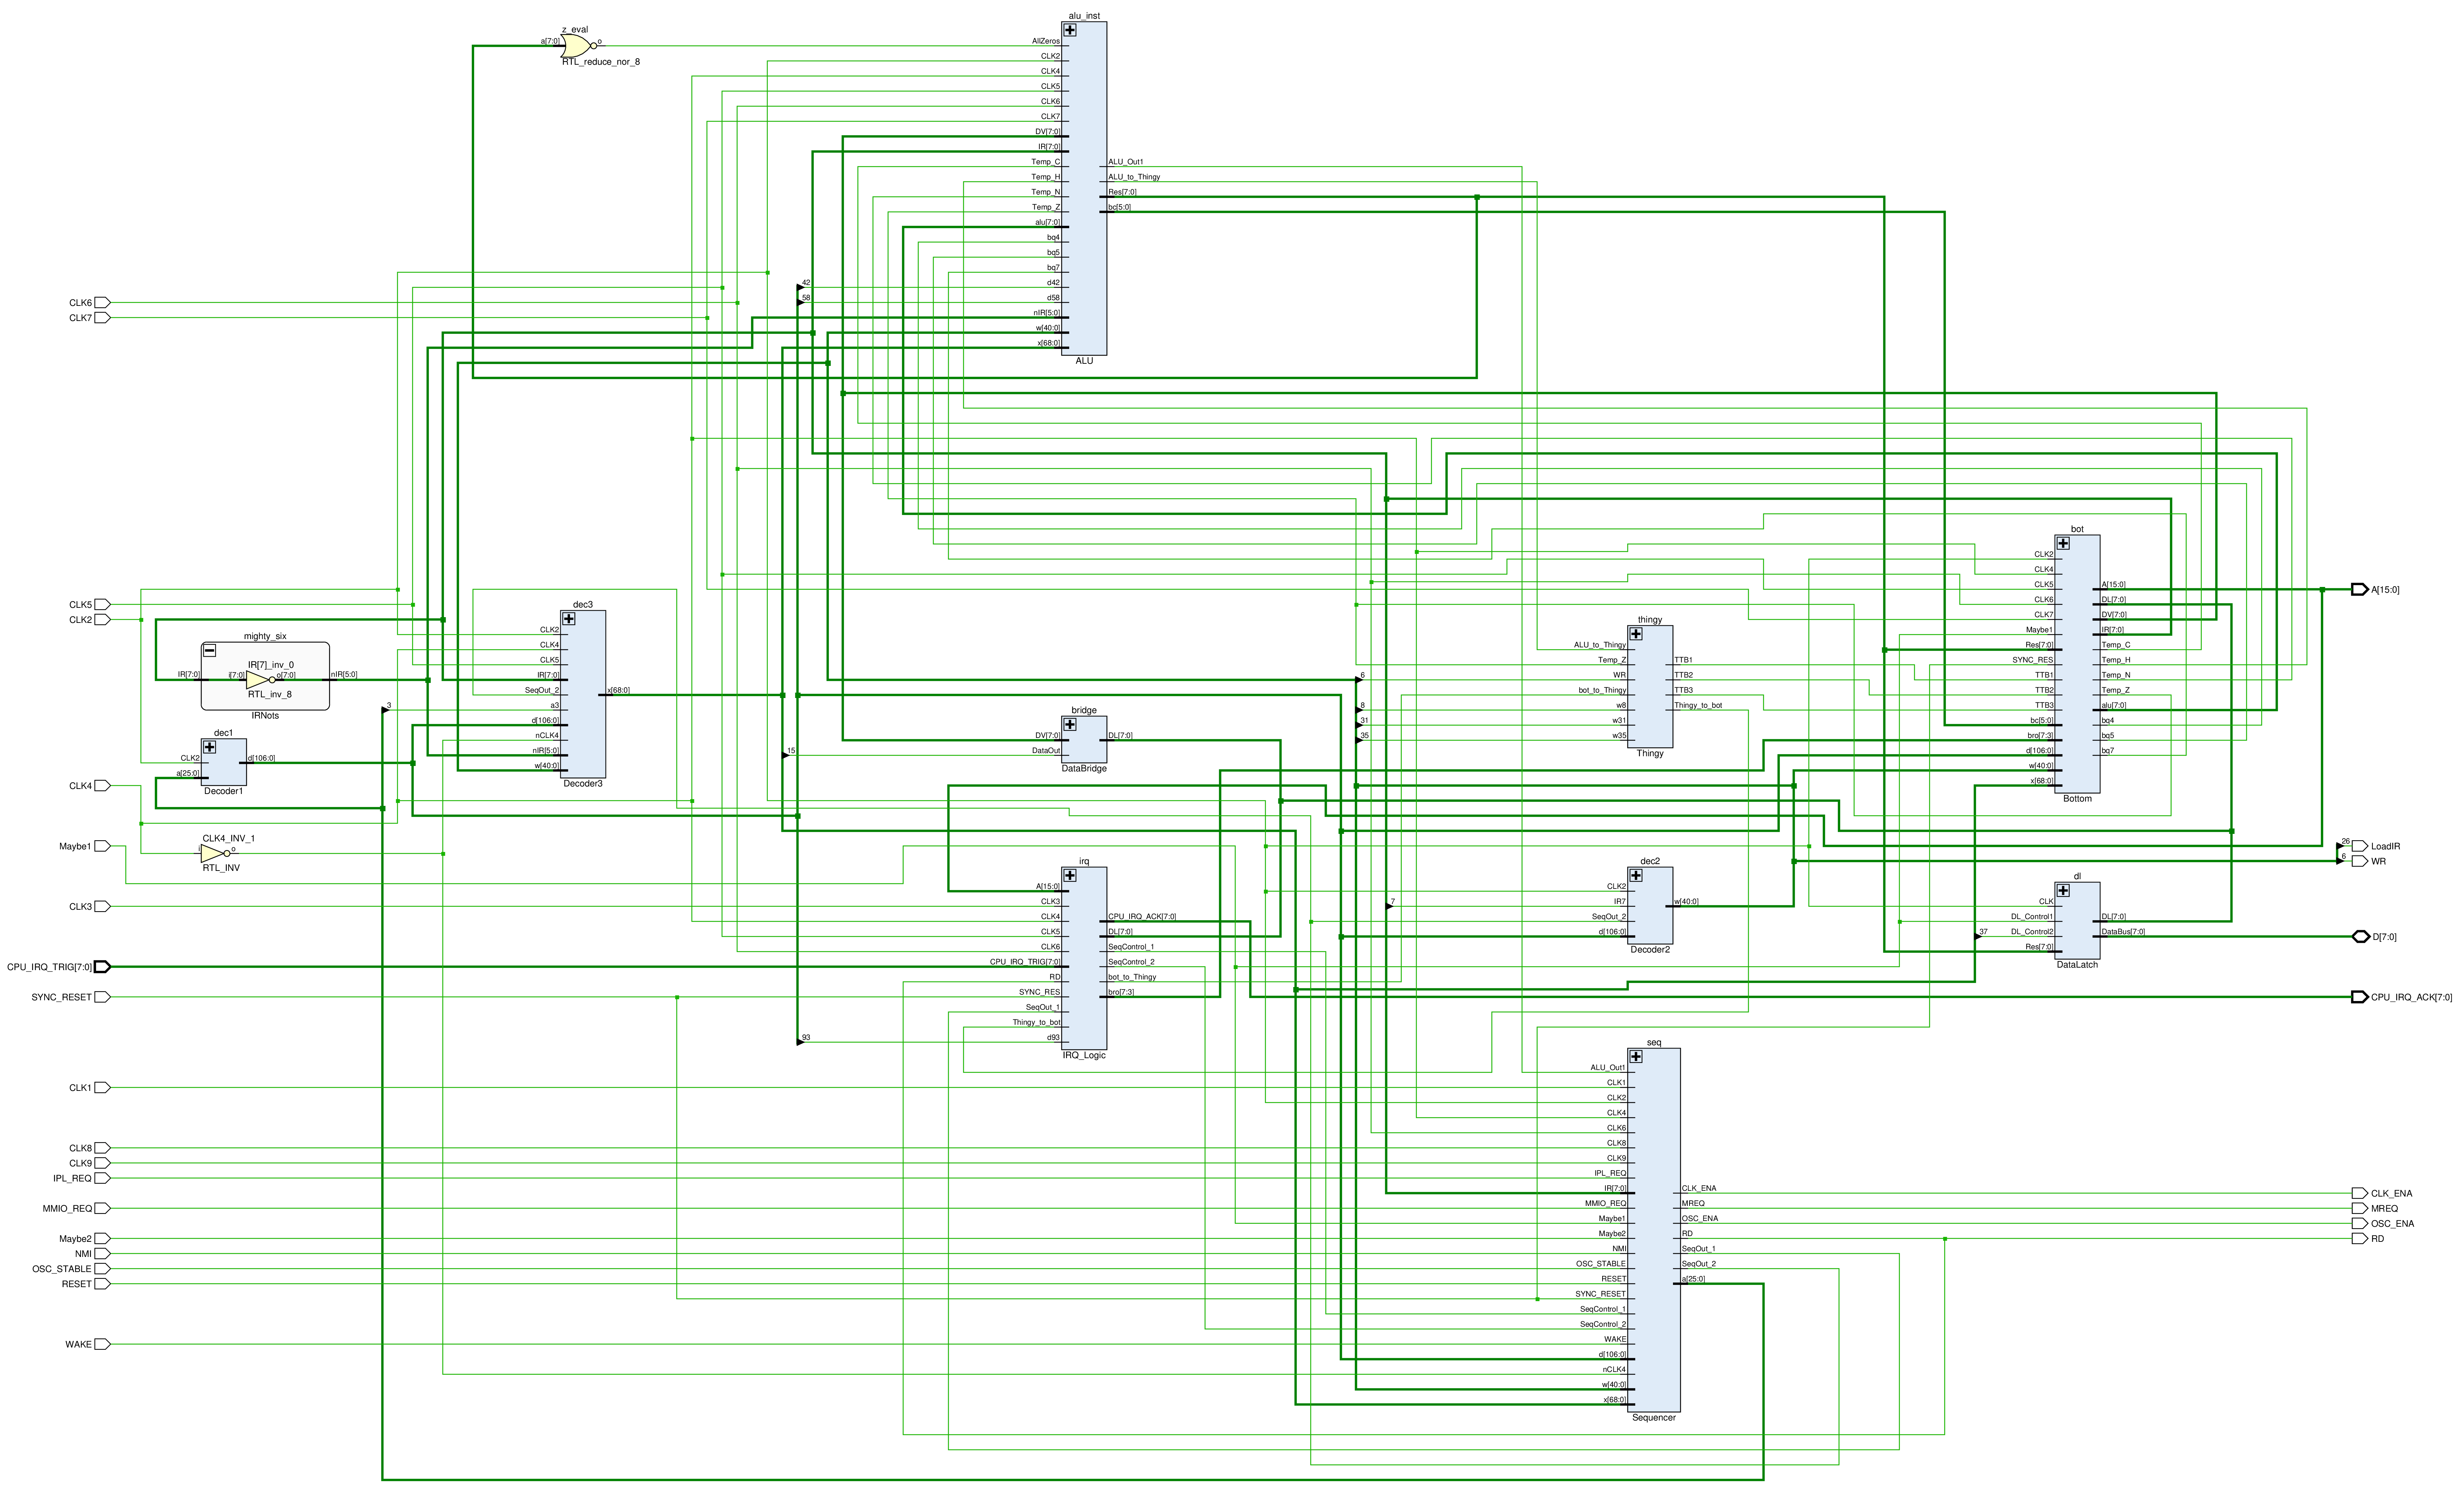 alu_inst
z_eval
a[7:0]
o
RTL_reduce_nor_8
AllZeros
CLK2
CLK4
CLK5
CLK6
CLK7
DV[7:0]
IR[7:0]
Temp_C
Temp_H
Temp_N
Temp_Z
alu[7:0]
bq4
bq5
bq7
42
d42
58
d58
nIR[5:0]
w[40:0]
x[68:0]
ALU_Out1
ALU_to_Thingy
Res[7:0]
bc[5:0]
ALU
CLK6
CLK7
CLK5
CLK2
mighty_six
IR[7:0]
IR[7]_inv_0
i[7:0]
o[7:0]
nIR[5:0]
RTL_inv_8
IRNots
dec1
CLK2
a[25:0]
d[106:0]
Decoder1
CLK4
CLK4_INV_1
i
o
RTL_INV
Maybe1
dec3
CLK2
CLK4
CLK5
IR[7:0]
SeqOut_2
3
a3
d[106:0]
nCLK4
nIR[5:0]
w[40:0]
x[68:0]
Decoder3
bridge
DV[7:0]
15
DataOut
DL[7:0]
DataBridge
thingy
ALU_to_Thingy
Temp_Z
6
WR
bot_to_Thingy
8
w8
31
w31
35
w35
TTB1
TTB2
TTB3
Thingy_to_bot
Thingy
bot
CLK2
CLK4
CLK5
CLK6
CLK7
Maybe1
Res[7:0]
SYNC_RES
TTB1
TTB2
TTB3
bc[5:0]
bro[7:3]
d[106:0]
w[40:0]
x[68:0]
A[15:0]
DL[7:0]
DV[7:0]
IR[7:0]
Temp_C
Temp_H
Temp_N
Temp_Z
alu[7:0]
bq4
bq5
bq7
Bottom
A[15:0]
26
LoadIR
6
WR
CLK3
CPU_IRQ_TRIG[7:0]
SYNC_RESET
irq
A[15:0]
CLK3
CLK4
CLK5
CLK6
CPU_IRQ_TRIG[7:0]
RD
SYNC_RES
SeqOut_1
Thingy_to_bot
93
d93
CPU_IRQ_ACK[7:0]
DL[7:0]
SeqControl_1
SeqControl_2
bot_to_Thingy
bro[7:3]
IRQ_Logic
dec2
CLK2
7
IR7
SeqOut_2
d[106:0]
w[40:0]
Decoder2
dl
CLK
DL_Control1
37
DL_Control2
Res[7:0]
DL[7:0]
DataBus[7:0]
DataLatch
D[7:0]
CPU_IRQ_ACK[7:0]
CLK1
CLK8
CLK9
IPL_REQ
MMIO_REQ
Maybe2
NMI
OSC_STABLE
RESET
WAKE
seq
ALU_Out1
CLK1
CLK2
CLK4
CLK6
CLK8
CLK9
IPL_REQ
IR[7:0]
MMIO_REQ
Maybe1
Maybe2
NMI
OSC_STABLE
RESET
SYNC_RESET
SeqControl_1
SeqControl_2
WAKE
d[106:0]
nCLK4
w[40:0]
x[68:0]
CLK_ENA
MREQ
OSC_ENA
RD
SeqOut_1
SeqOut_2
a[25:0]
Sequencer
CLK_ENA
MREQ
OSC_ENA
RD